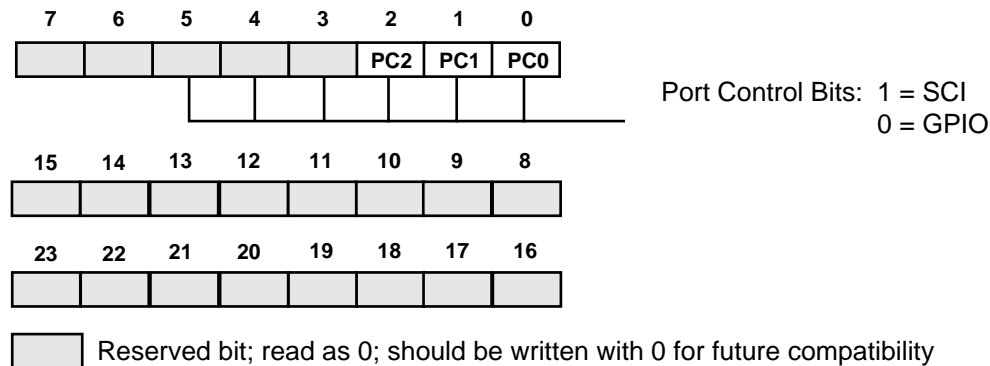 7 6 5 4 3 2 1 0
PC2 PC1 PC0
Port Control Bits: 1 = SCI
0 = GPIO
15 14 13 12 11 10 9 8
23 22 21 20 19 18 17 16
Reserved bit; read as 0; should be written with 0 for future compatibility